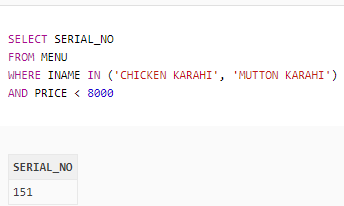 SELECT SERIAL_NO
FROM MENU
WHERE INAME IN ('CHICKEN KARAHI', 'MUTTON KARAHI')
AND PRICE < 8000
SERIAL_NO
151